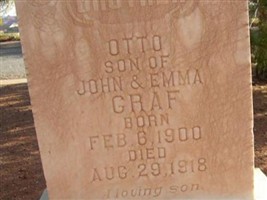 OTTO
SON OF
JOHN & EMMA
GRAF
BORN
FEB 6, 1900
DIED
AUG. 29, 1918
loving son.